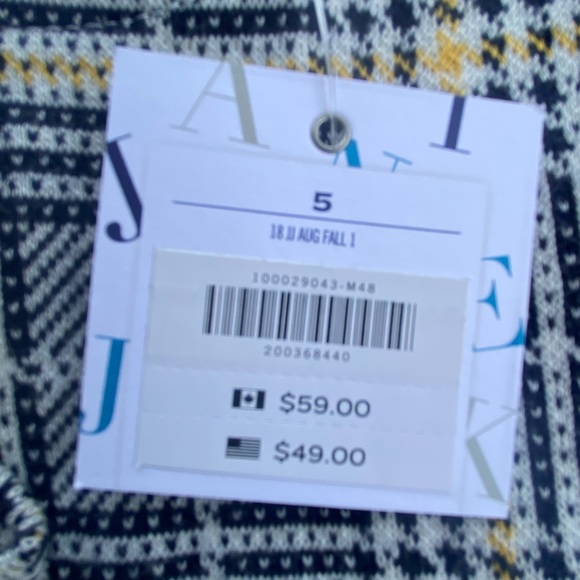 A I
J A T
5
18 JJ AUG FALL 1
100029043-M48
200368440
E
J $59.00
$49.00
K